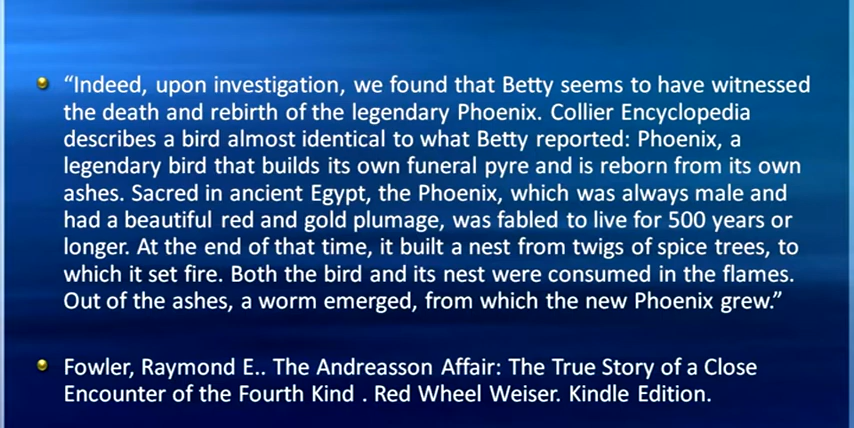 “Indeed, upon investigation, we found that Betty seems to have witnessed
the death and rebirth of the legendary Phoenix. Collier Encyclopedia
describes a bird almost identical to what Betty reported: Phoenix, a
legendary bird that builds its own funeral pyre and is reborn from its own
ashes. Sacred in ancient Egypt, the Phoenix, which was always male and
had a beautiful red and gold plumage, was fabled to live for 500 years or
longer. At the end of that time, it built a nest from twigs of spice trees, to
which it set fire. Both the bird and its nest were consumed in the flames.
Out of the ashes, a worm emerged, from which the new Phoenix grew.”
Fowler, Raymond E.. The Andreasson Affair: The True Story of a Close
Encounter of the Fourth Kind . Red Wheel Weiser. Kindle Edition.